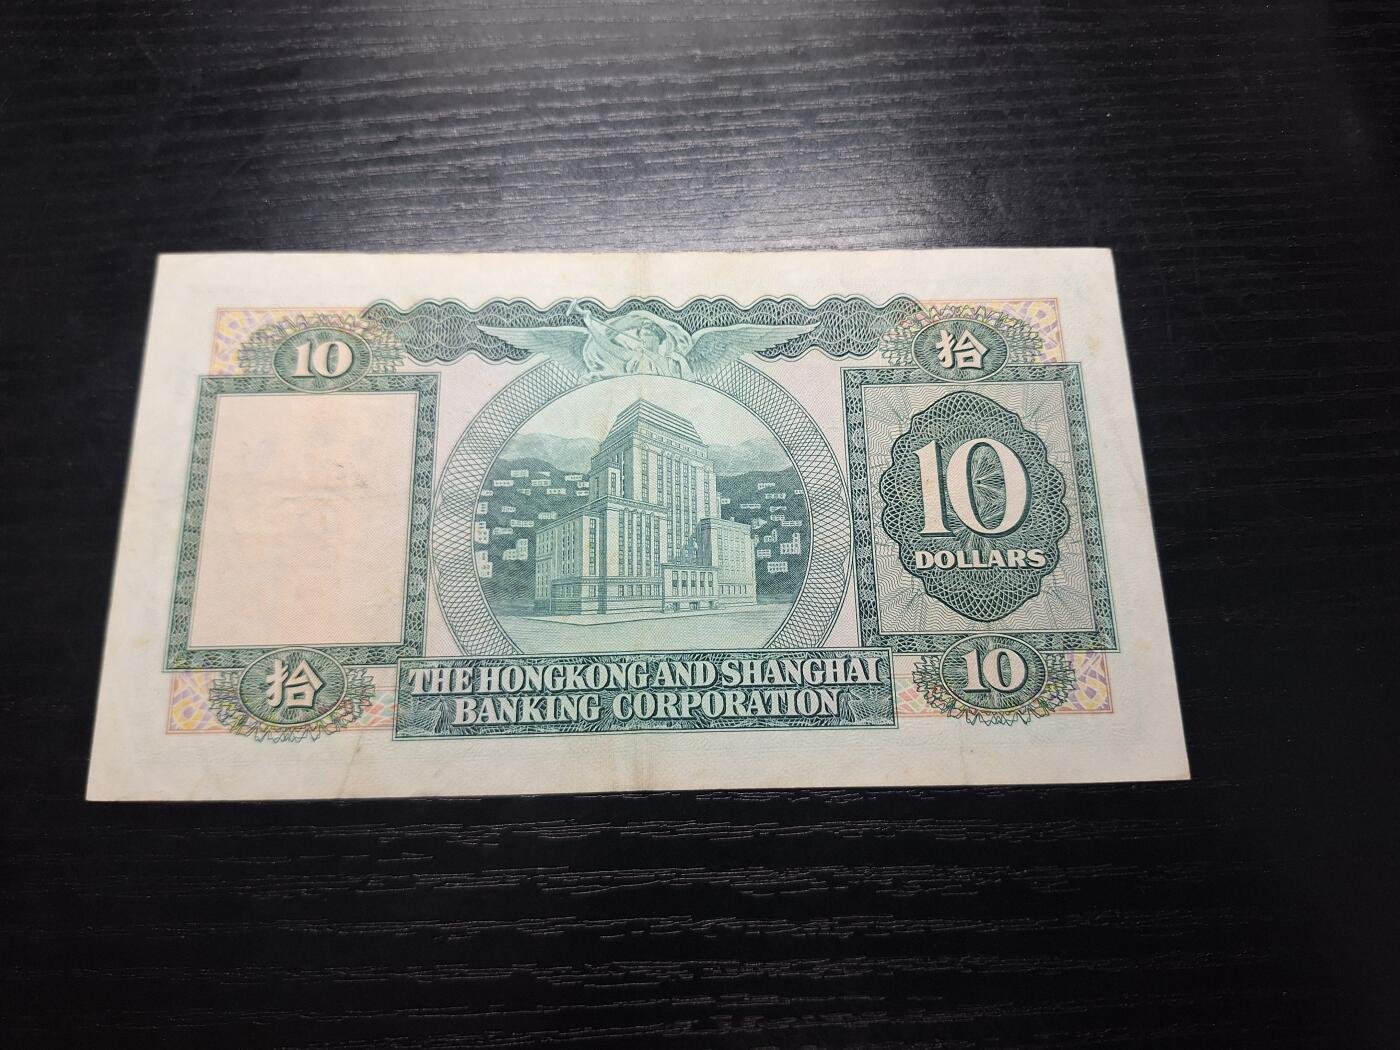 10
拾
10
DOLLARS
拾
THE HONGKONG AND SHANGHAI
BANKING CORPORATION
10